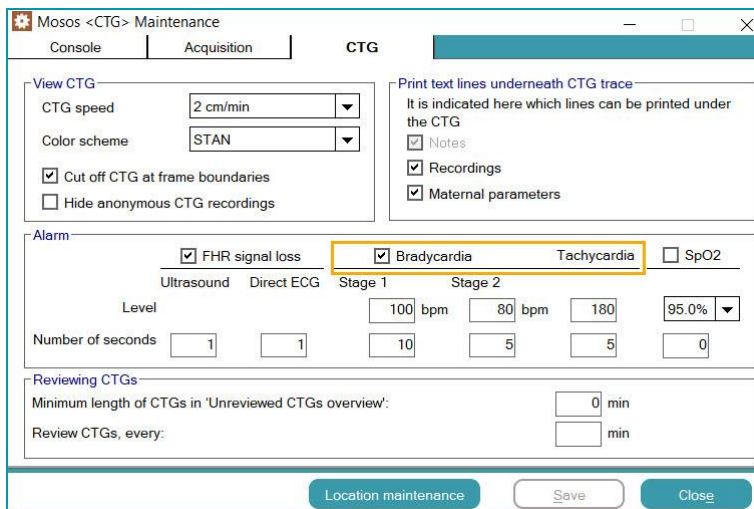 Mosos <CTG> Maintenance
Console Acquisition CTG
View CTG
CTG speed 2 cm/min
Color scheme STAN
Cut off CTG at frame boundaries
Hide anonymous CTG recordings
Print text lines underneath CTG trace
It is indicated here which lines can be printed under
the CTG
Notes
Recordings
Maternal parameters
Alarm
FHR signal loss Bradycardia Tachycardia SpO2
Ultrasound Direct ECG Stage 1 Stage 2
Level 100 bpm 80 bpm 180 95.0%
Number of seconds 1 1 10 5 5 0
Reviewing CTGs
Minimum length of CTGs in 'Unreviewed CTGs overview': 0 min
Review CTGs, every: min
Location maintenance Save Close